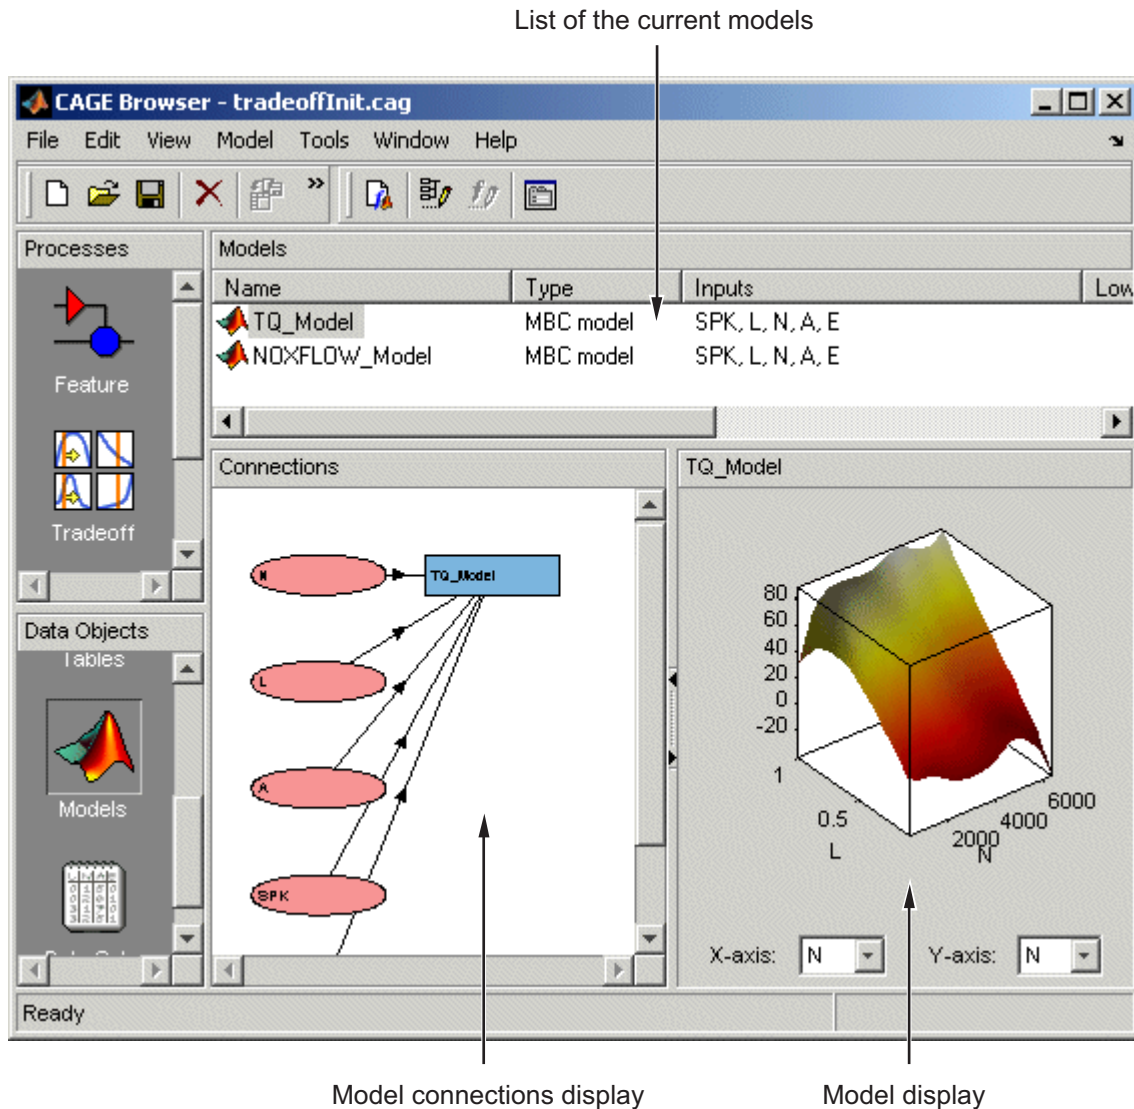 List of the current models
CAGE Browser - tradeoffInit.cag
File Edit View Model Tools Window Help
»
Processes
Models
Name Type Inputs Low
TQ_Model MBC model SPK, L, N, A, E
NOXFLOW_Model MBC model SPK, L, N, A, E
Feature
Tradeoff
Connections
TQ_Model
N
TQ_Model
L
A
SPK
80
60
40
20
0
-20
1
0.5
L
2000
4000
6000
N
X-axis: N Y-axis: N
Data Objects
Tables
Models
Ready
Model connections display
Model display